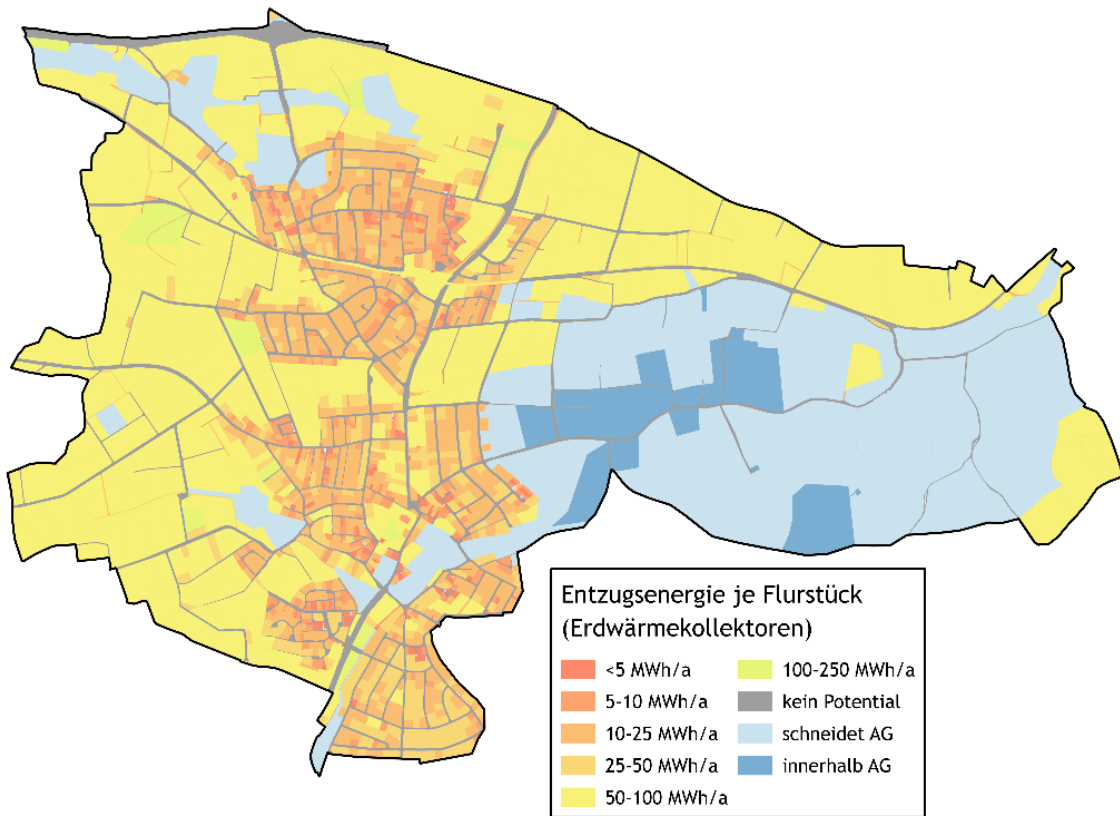 Entzugsenergie je Flurstück
(Erdwärmekollektoren)
<5 MWh/a
5-10 MWh/a
10-25 MWh/a
25-50 MWh/a
50-100 MWh/a
100-250 MWh/a
kein Potential
schneidet AG
innerhalb AG